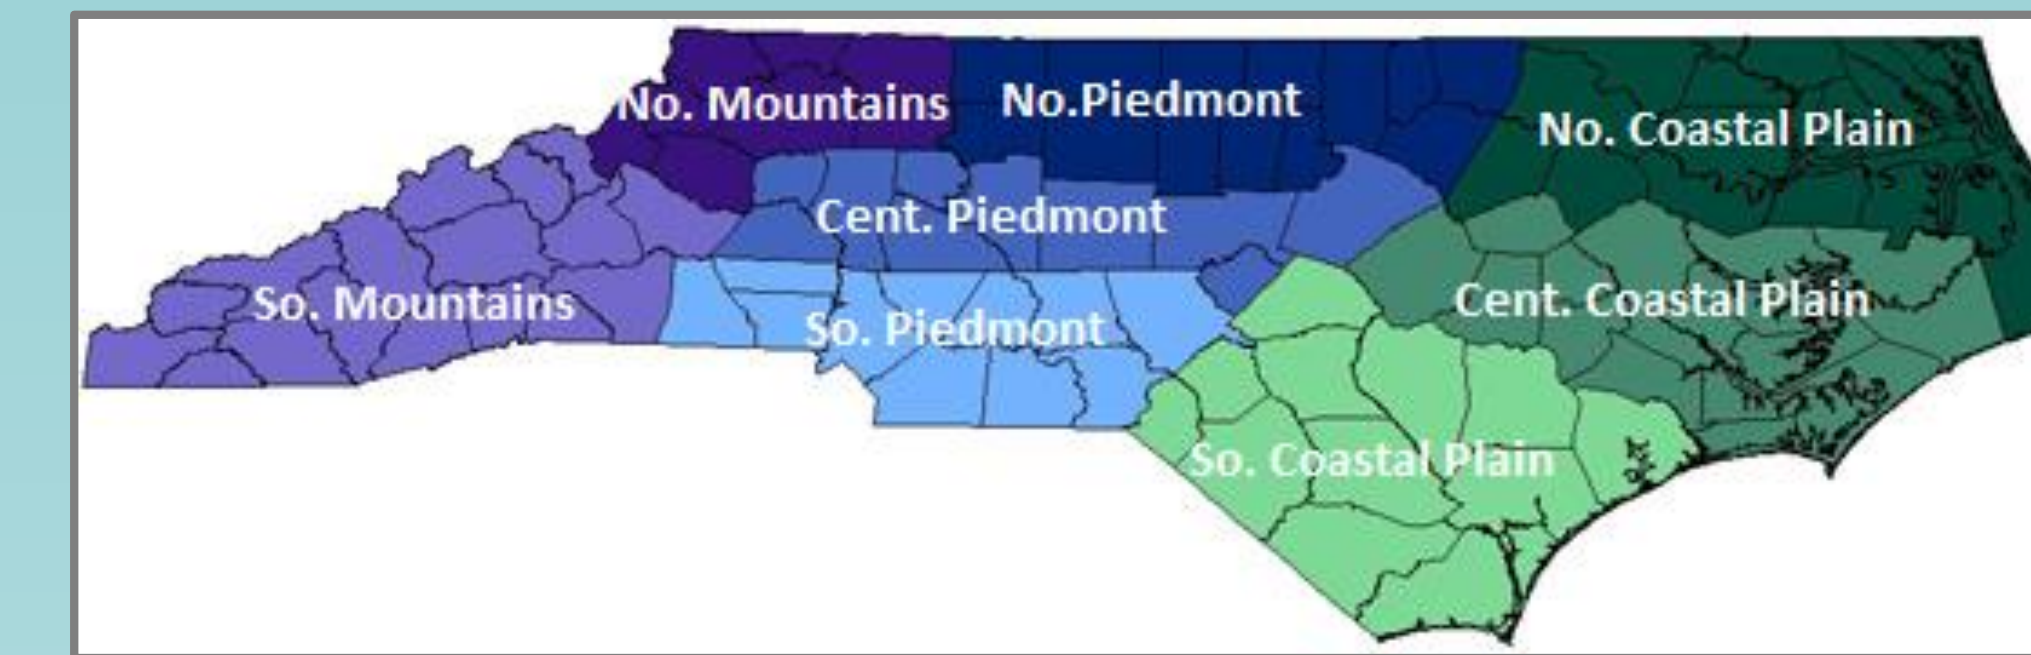 No. Mountains
No.Piedmont
No. Coastal Plain
Cent. Piedmont
So. Mountains
So. Piedmont
Cent. Coastal Plain
So. Coastal Plain